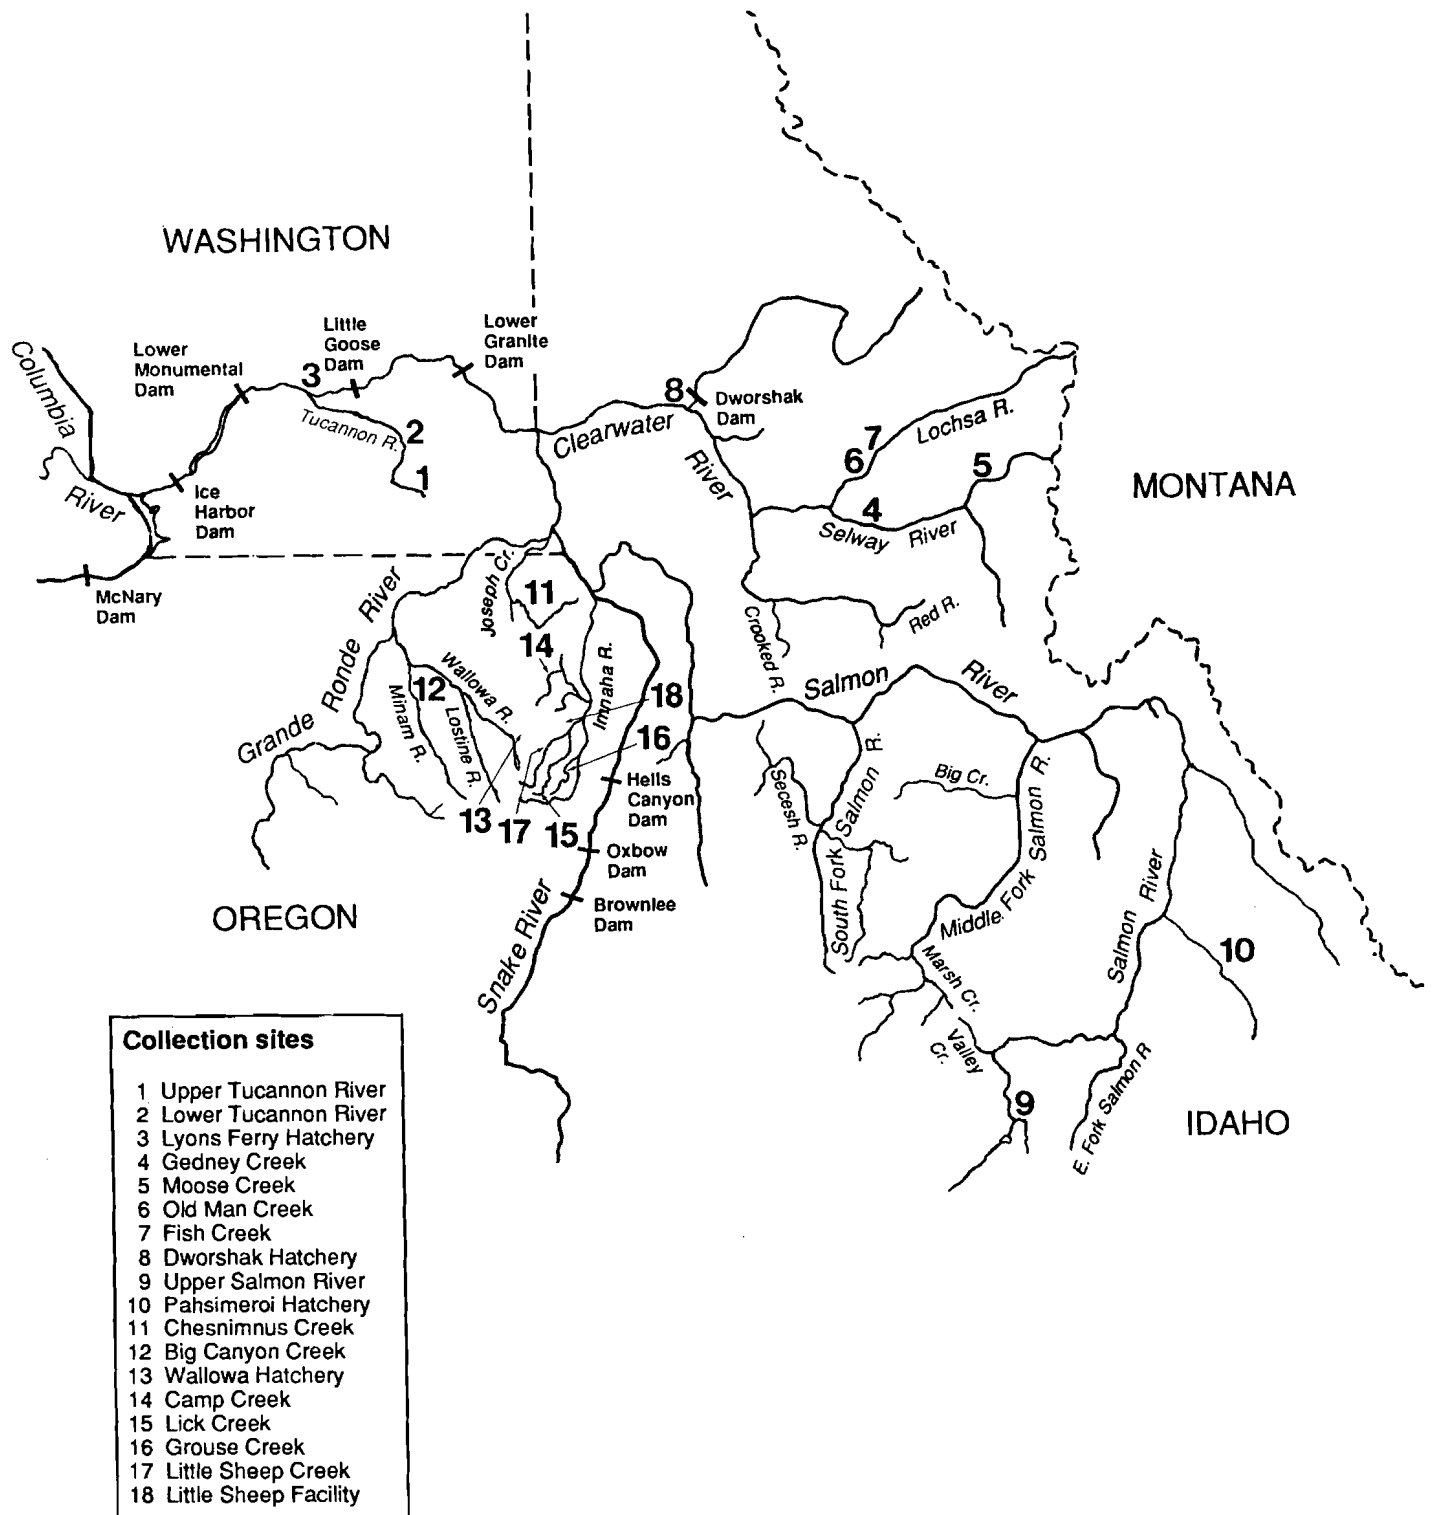 WASHINGTON
Columbia
River
Lower
Monumental
Dam
3
Little
Goose
Dam
Lower
Granite
Dam
Tucannon R.
2
1
Ice
Harbor
Dam
McNary
Dam
Clearwater
River
8
Dworshak
Dam
7
6
Lochsa R.
5
4
Selway River
MONTANA
Crooked R.
Red R.
Joseph Cr.
11
14
Grande Ronde River
Wallowa R.
12
Minam R.
Lostine R.
Imnaha R.
18
16
13
17
15
Hells
Canyon
Dam
Oxbow
Dam
Brownlee
Dam
Snake River
OREGON
Salmon River
Secesh R.
South Fork Salmon R.
Big Cr.
Middle Fork Salmon R.
Marsh Cr.
Valley
Cr.
Salmon River
10
9
E. Fork Salmon R
IDAHO
Collection sites
1 Upper Tucannon River
2 Lower Tucannon River
3 Lyons Ferry Hatchery
4 Gedney Creek
5 Moose Creek
6 Old Man Creek
7 Fish Creek
8 Dworshak Hatchery
9 Upper Salmon River
10 Pahsimeroi Hatchery
11 Chesnimnus Creek
12 Big Canyon Creek
13 Wallowa Hatchery
14 Camp Creek
15 Lick Creek
16 Grouse Creek
17 Little Sheep Creek
18 Little Sheep Facility